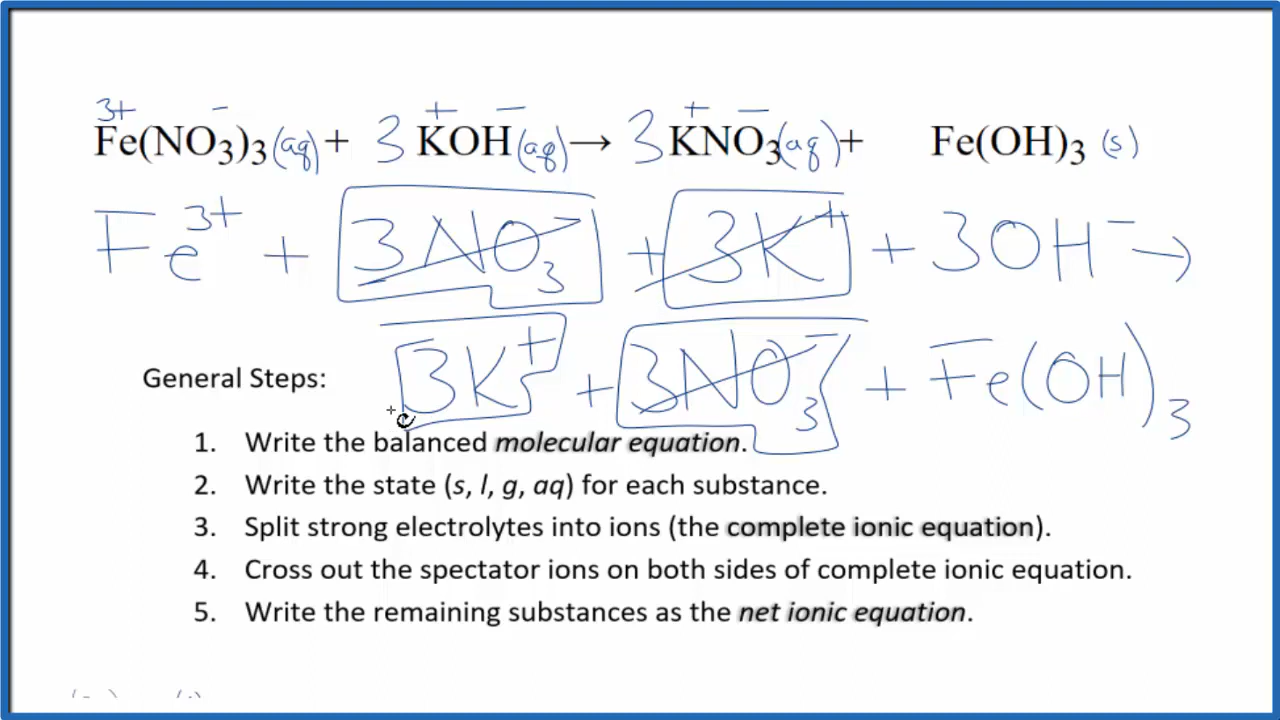 3+ - + - + -
Fe(NO₃)₃(aq) + 3 KOH(aq) → 3 KNO₃(aq) + Fe(OH)₃ (s)
Fe³⁺ + 3NO₃⁻ + 3K⁺ + 3OH⁻ →
3K⁺ + 3NO₃⁻ + Fe(OH)₃
General Steps:
1. Write the balanced molecular equation.
2. Write the state (s, l, g, aq) for each substance.
3. Split strong electrolytes into ions (the complete ionic equation).
4. Cross out the spectator ions on both sides of complete ionic equation.
5. Write the remaining substances as the net ionic equation.